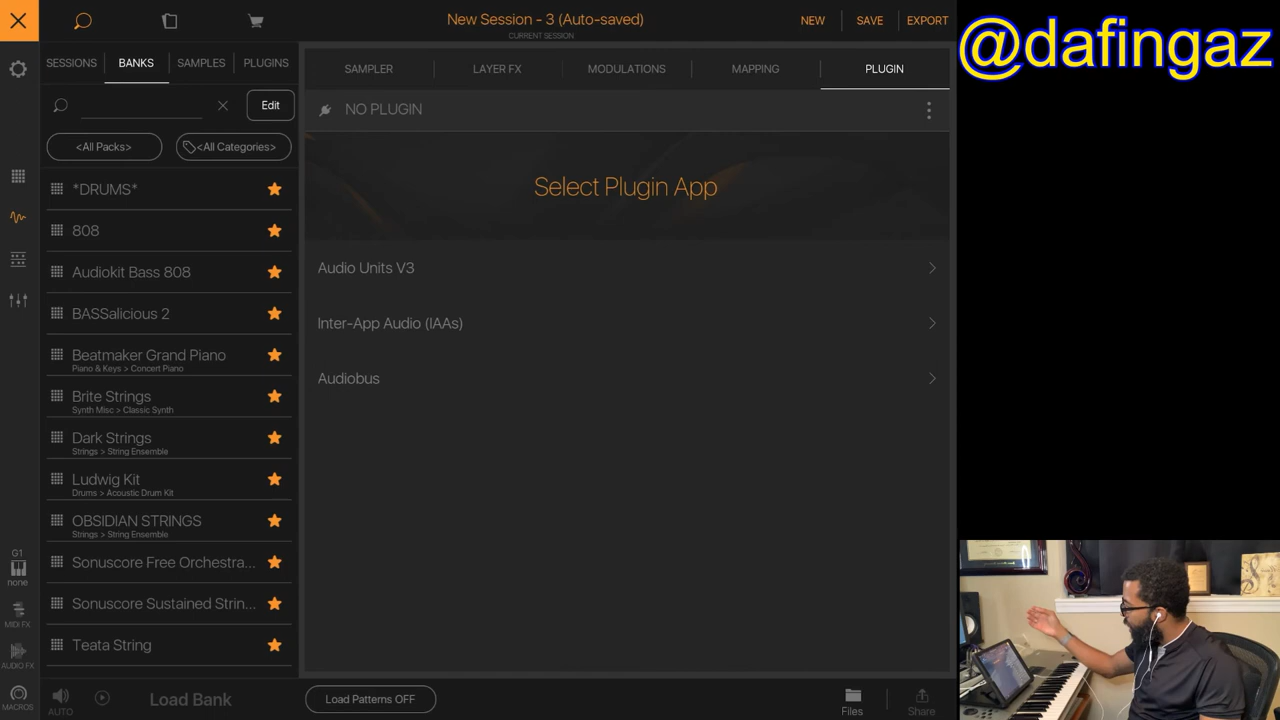 New Session - 3 (Auto-saved)
CURRENT SESSION
NEW
SAVE
EXPORT
@dafingaz
SESSIONS
BANKS
SAMPLES
PLUGINS
Edit
<All Packs>
<All Categories>
*DRUMS*
808
Audiokit Bass 808
BASSalicious 2
Beatmaker Grand Piano
Piano & Keys > Concert Piano
Brite Strings
Synth Misc > Classic Synth
Dark Strings
Strings > String Ensemble
Ludwig Kit
Drums > Acoustic Drum Kit
OBSIDIAN STRINGS
Strings > String Ensemble
Sonuscore Free Orchestra...
Sonuscore Sustained Strin...
Teata String
SAMPLER
LAYER FX
MODULATIONS
MAPPING
PLUGIN
NO PLUGIN
Select Plugin App
Audio Units V3
Inter-App Audio (IAAs)
Audiobus
G1
none
MIDI FX
AUDIO FX
MACROS
AUTO
Load Bank
Load Patterns OFF
Files
Share